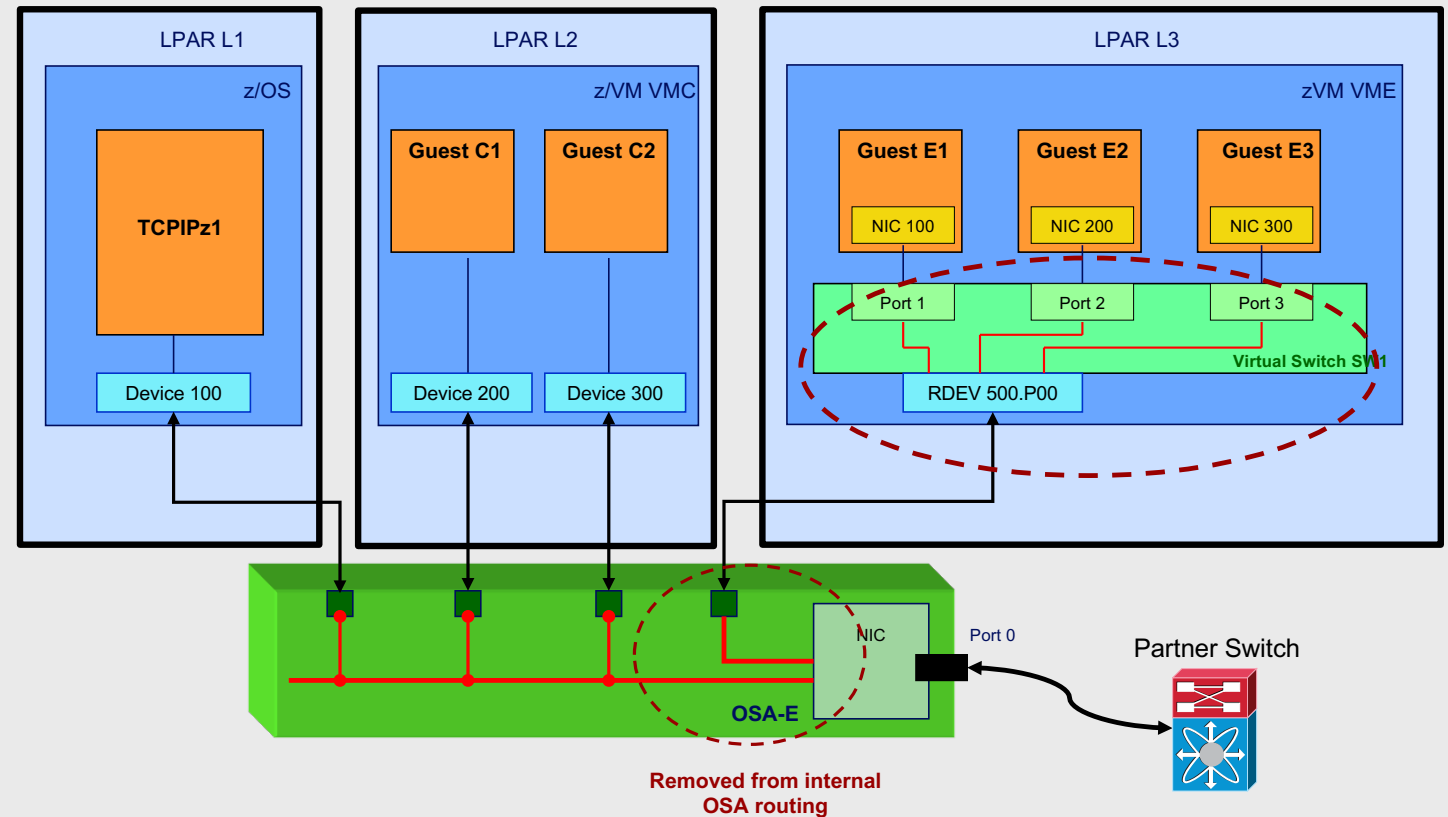 LPAR L1
LPAR L2
LPAR L3
z/OS
z/VM VMC
zVM VME
TCPIPz1
Guest C1
Guest C2
Guest E1
Guest E2
Guest E3
NIC 100
NIC 200
NIC 300
Port 1
Port 2
Port 3
Virtual Switch SW1
Device 100
Device 200
Device 300
RDEV 500.P00
NIC
Port 0
Partner Switch
OSA-E
Removed from internal
OSA routing